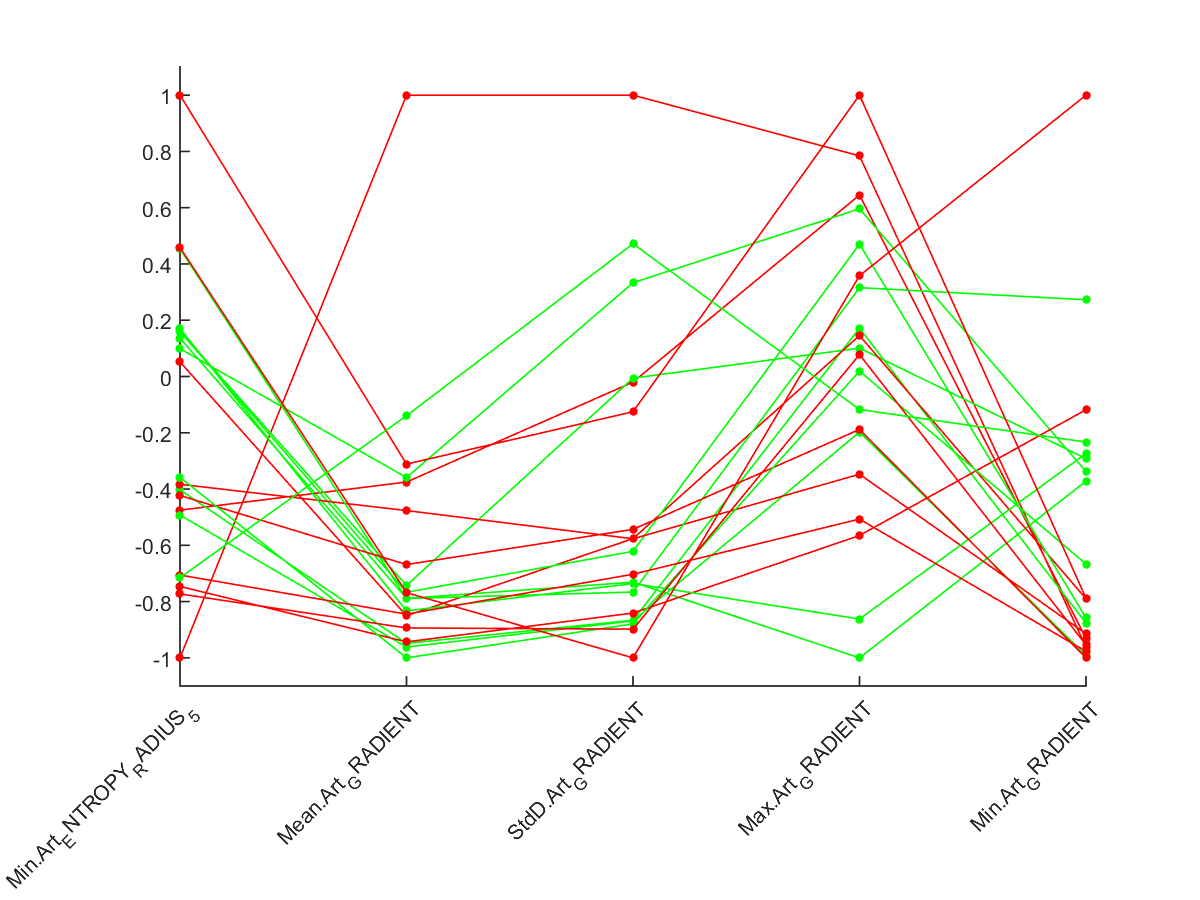 1
0.8
0.6
0.4
0.2
0
-0.2
-0.4
-0.6
-0.8
-1
Min.Art_ENTROPY_RADIUS_5
Mean.Art_GRADIENT
StdD.Art_GRADIENT
Max.Art_GRADIENT
Min.Art_GRADIENT